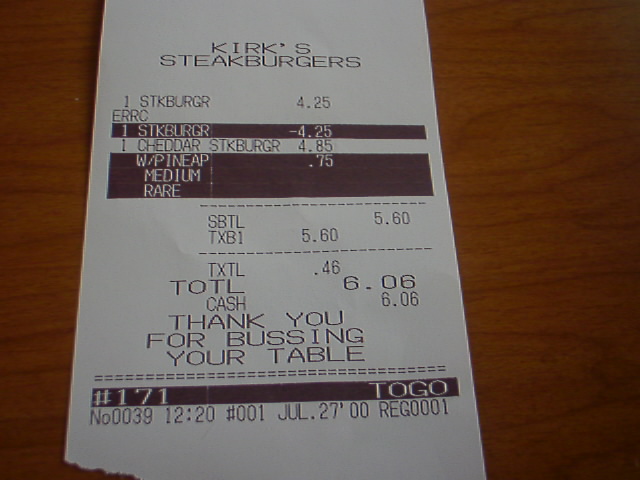 KIRK'S
STEAKBURGERS
1 STKBURGR 4.25
ERRC
1 STKBURGR -4.25
1 CHEDDAR STKBURGR 4.85
W/PINEAP .75
MEDIUM
RARE
SBTL 5.60
TXB1 5.60
TXTL .46
TOTL 6.06
CASH 6.06
THANK YOU
FOR BUSSING
YOUR TABLE
#171 TOGO
No0039 12:20 #001 JUL.27'00 REG0001